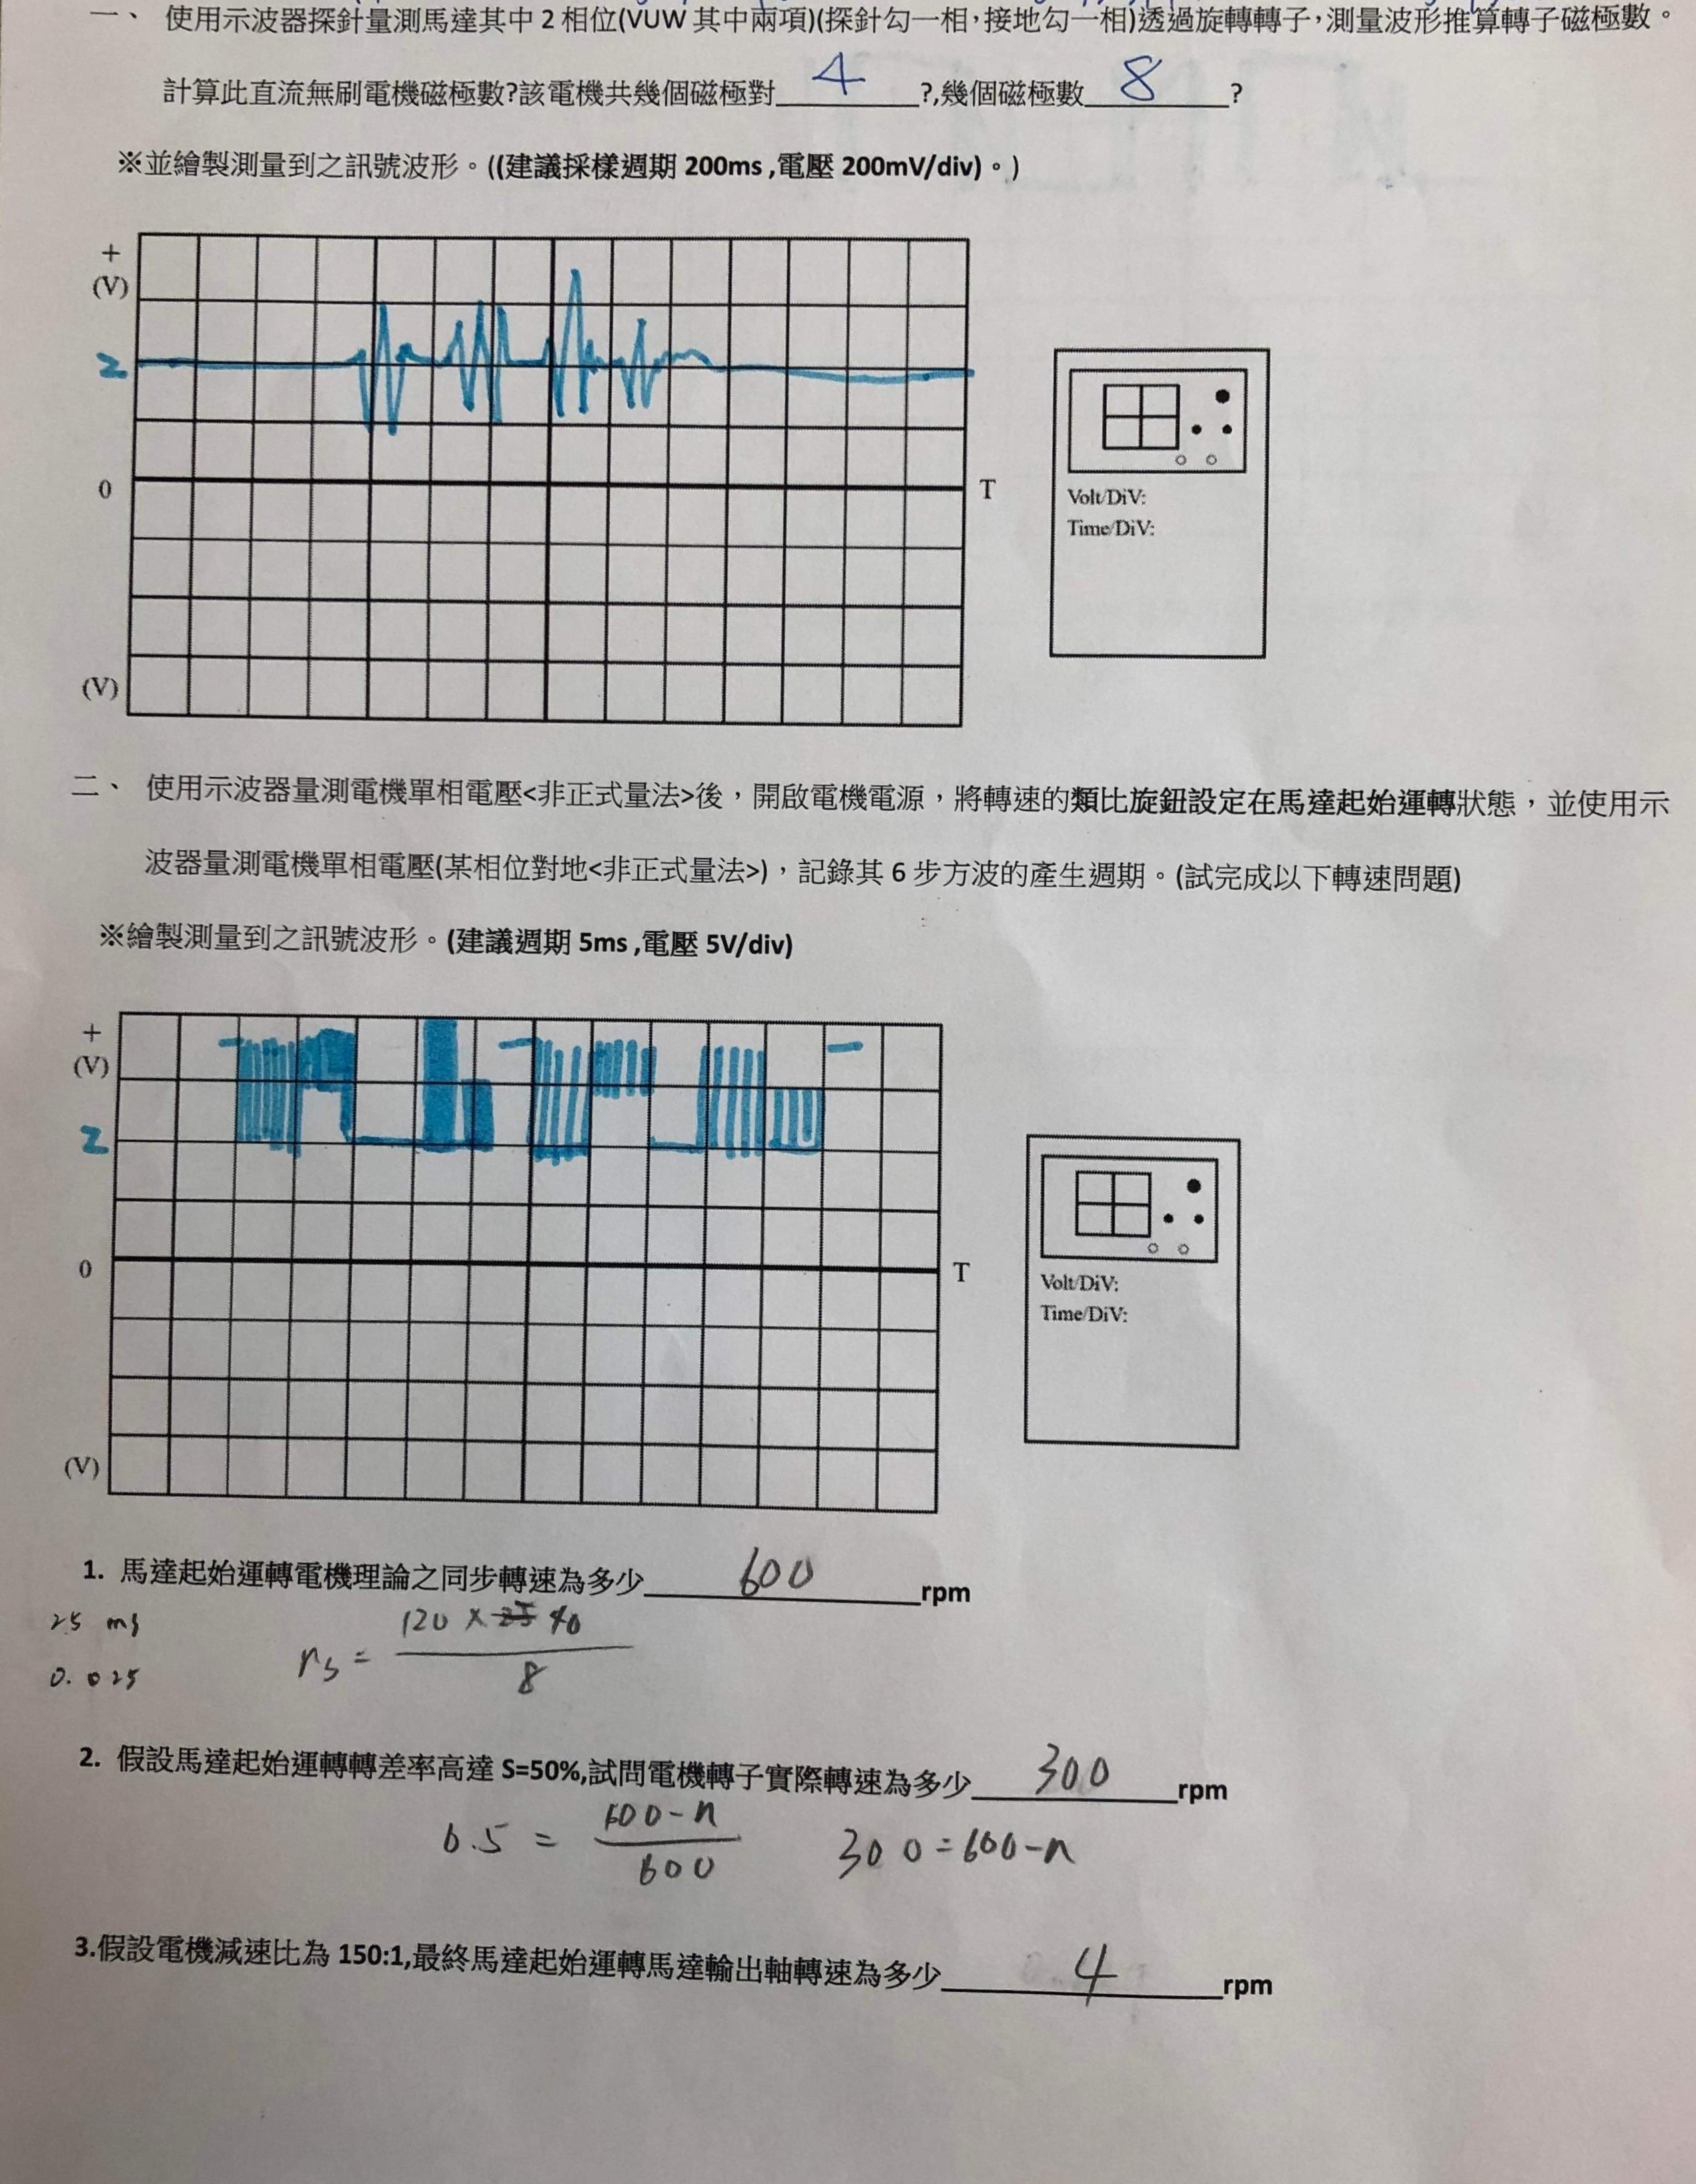 一、 使用示波器探針量測馬達其中 2 相位(VUW 其中兩項)(探針勾一相,接地勾一相)透過旋轉轉子,測量波形推算轉子磁極數。
計算此直流無刷電機磁極數?該電機共幾個磁極對 4 ?,幾個磁極數 8 ?
※並繪製測量到之訊號波形。((建議採樣週期 200ms ,電壓 200mV/div)。)
+
(V)
2
0
T
(V)
Volt/DiV:
Time/DiV:
二、 使用示波器量測電機單相電壓<非正式量法>後,開啟電機電源,將轉速的類比旋鈕設定在馬達起始運轉狀態,並使用示
波器量測電機單相電壓(某相位對地<非正式量法>),記錄其 6 步方波的產生週期。(試完成以下轉速問題)
※繪製測量到之訊號波形。(建議週期 5ms ,電壓 5V/div)
+
(V)
2
0
T
(V)
Volt/DiV:
Time/DiV:
1. 馬達起始運轉電機理論之同步轉速為多少 600 rpm
25 ms
0.025
ns = 120 × 40 / 8
2. 假設馬達起始運轉轉差率高達 S=50%,試問電機轉子實際轉速為多少 300 rpm
0.5 = 600-n / 600 300=600-n
3.假設電機減速比為 150:1,最終馬達起始運轉馬達輸出軸轉速為多少 4 rpm